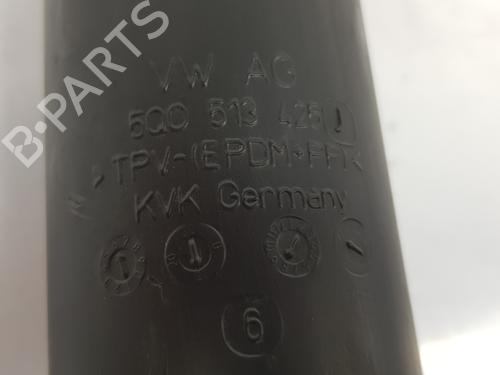 VW AG
5Q0 513 425 J
>TPV-(EPDM+PP)<
KVK Germany
6
B-PARTS